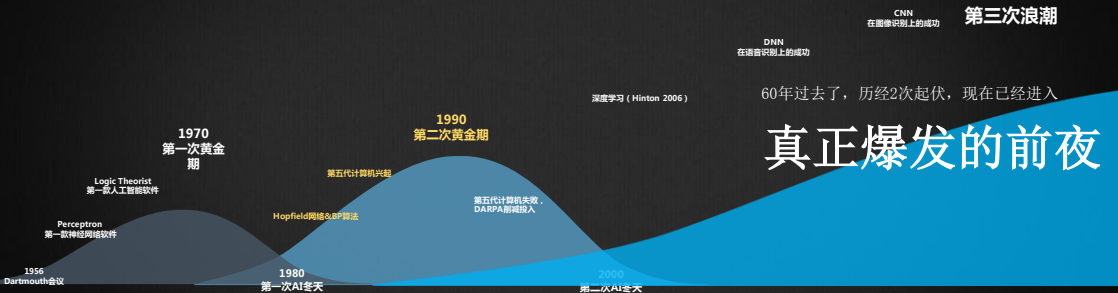 CNN
在图像识别上的成功
第三次浪潮
DNN
在语音识别上的成功
深度学习（Hinton 2006）
60年过去了，历经2次起伏，现在已经进入
真正爆发的前夜
1990
第二次黄金期
1970
第一次黄金
期
第五代计算机兴起
Logic Theorist
第一款人工智能软件
第五代计算机失败，
DARPA削减投入
Hopfield网络&BP算法
Perceptron
第一款神经网络软件
1956
Dartmouth会议
1980
第一次AI冬天
2000
第二次AI冬天